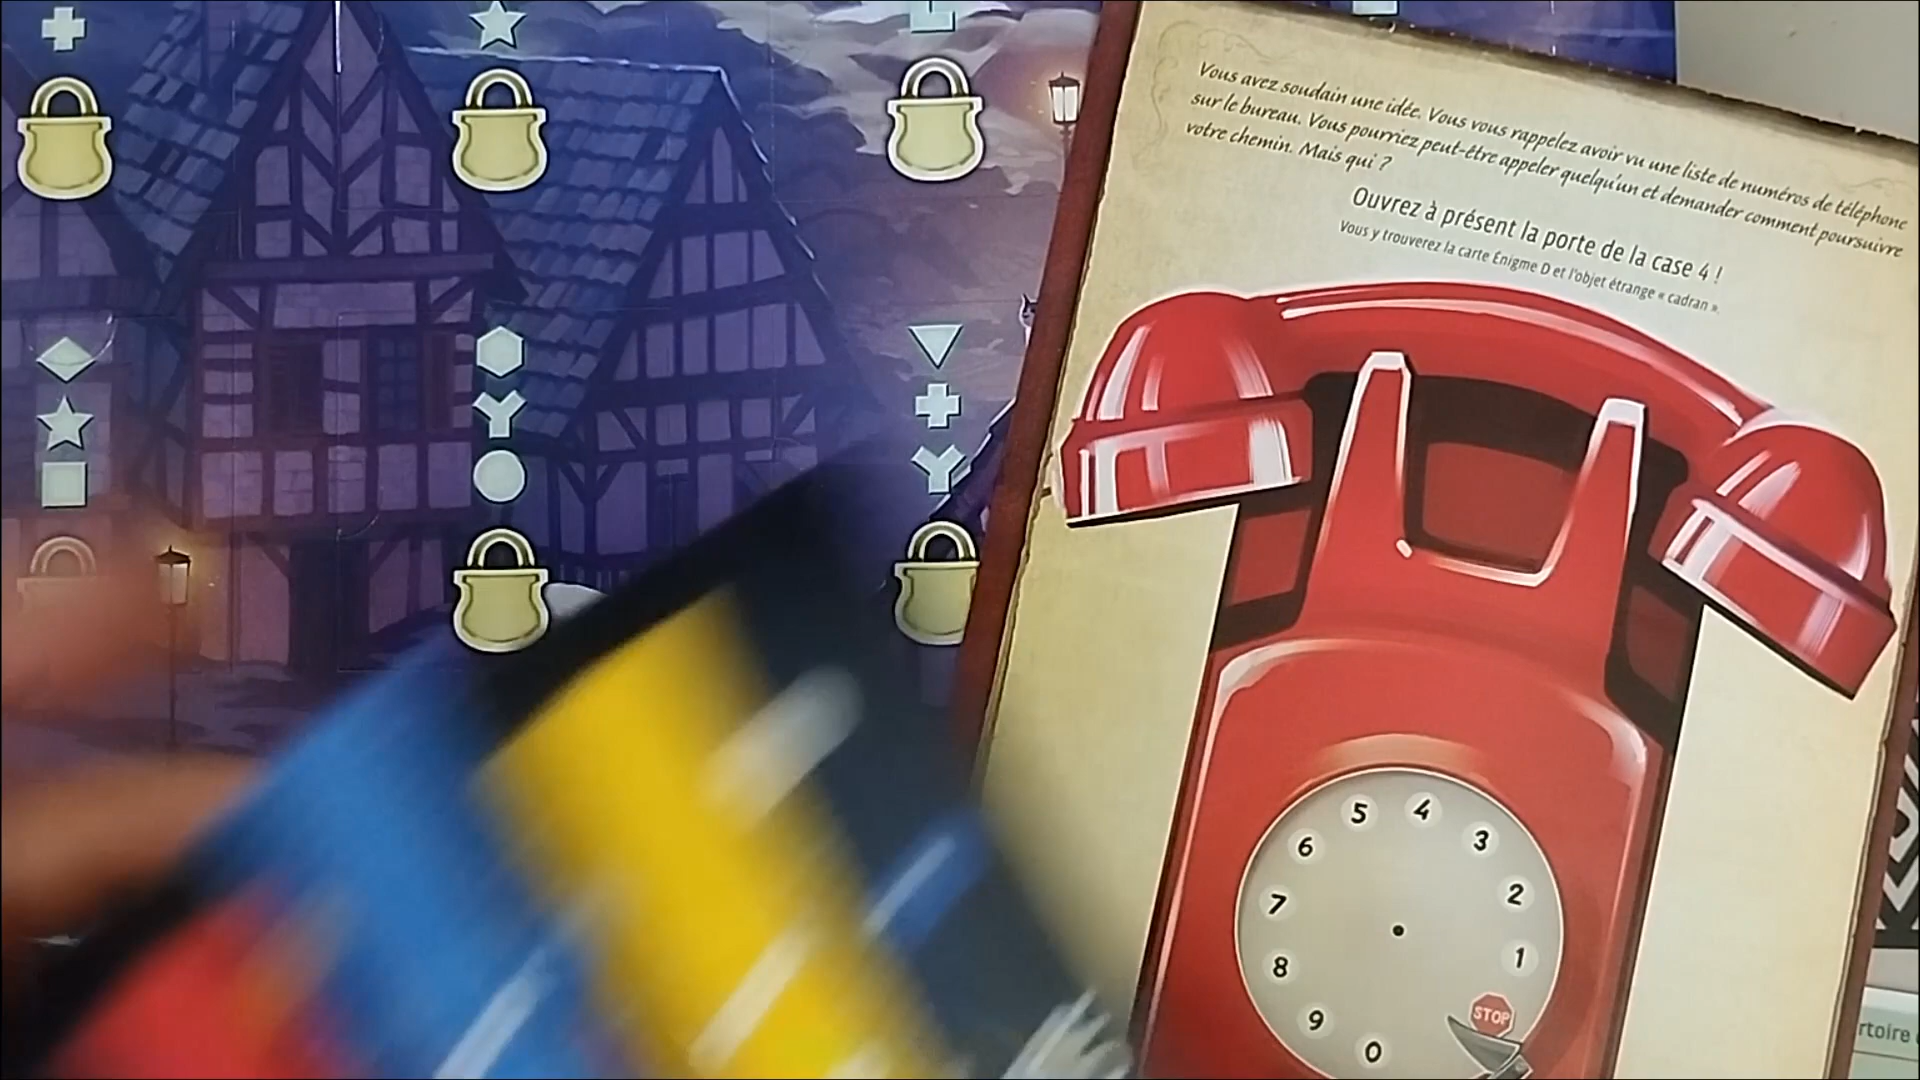 Vous avez soudain une idée. Vous vous rappelez avoir vu une liste de numéros de téléphone
sur le bureau. Vous pourriez peut-être appeler quelqu'un et demander comment poursuivre
votre chemin. Mais qui ?
Ouvrez à présent la porte de la case 4 !
Vous y trouverez la carte Énigme D et l'objet étrange « cadran ».
5
4
6
3
7
2
8
1
9
STOP
0
rtoire